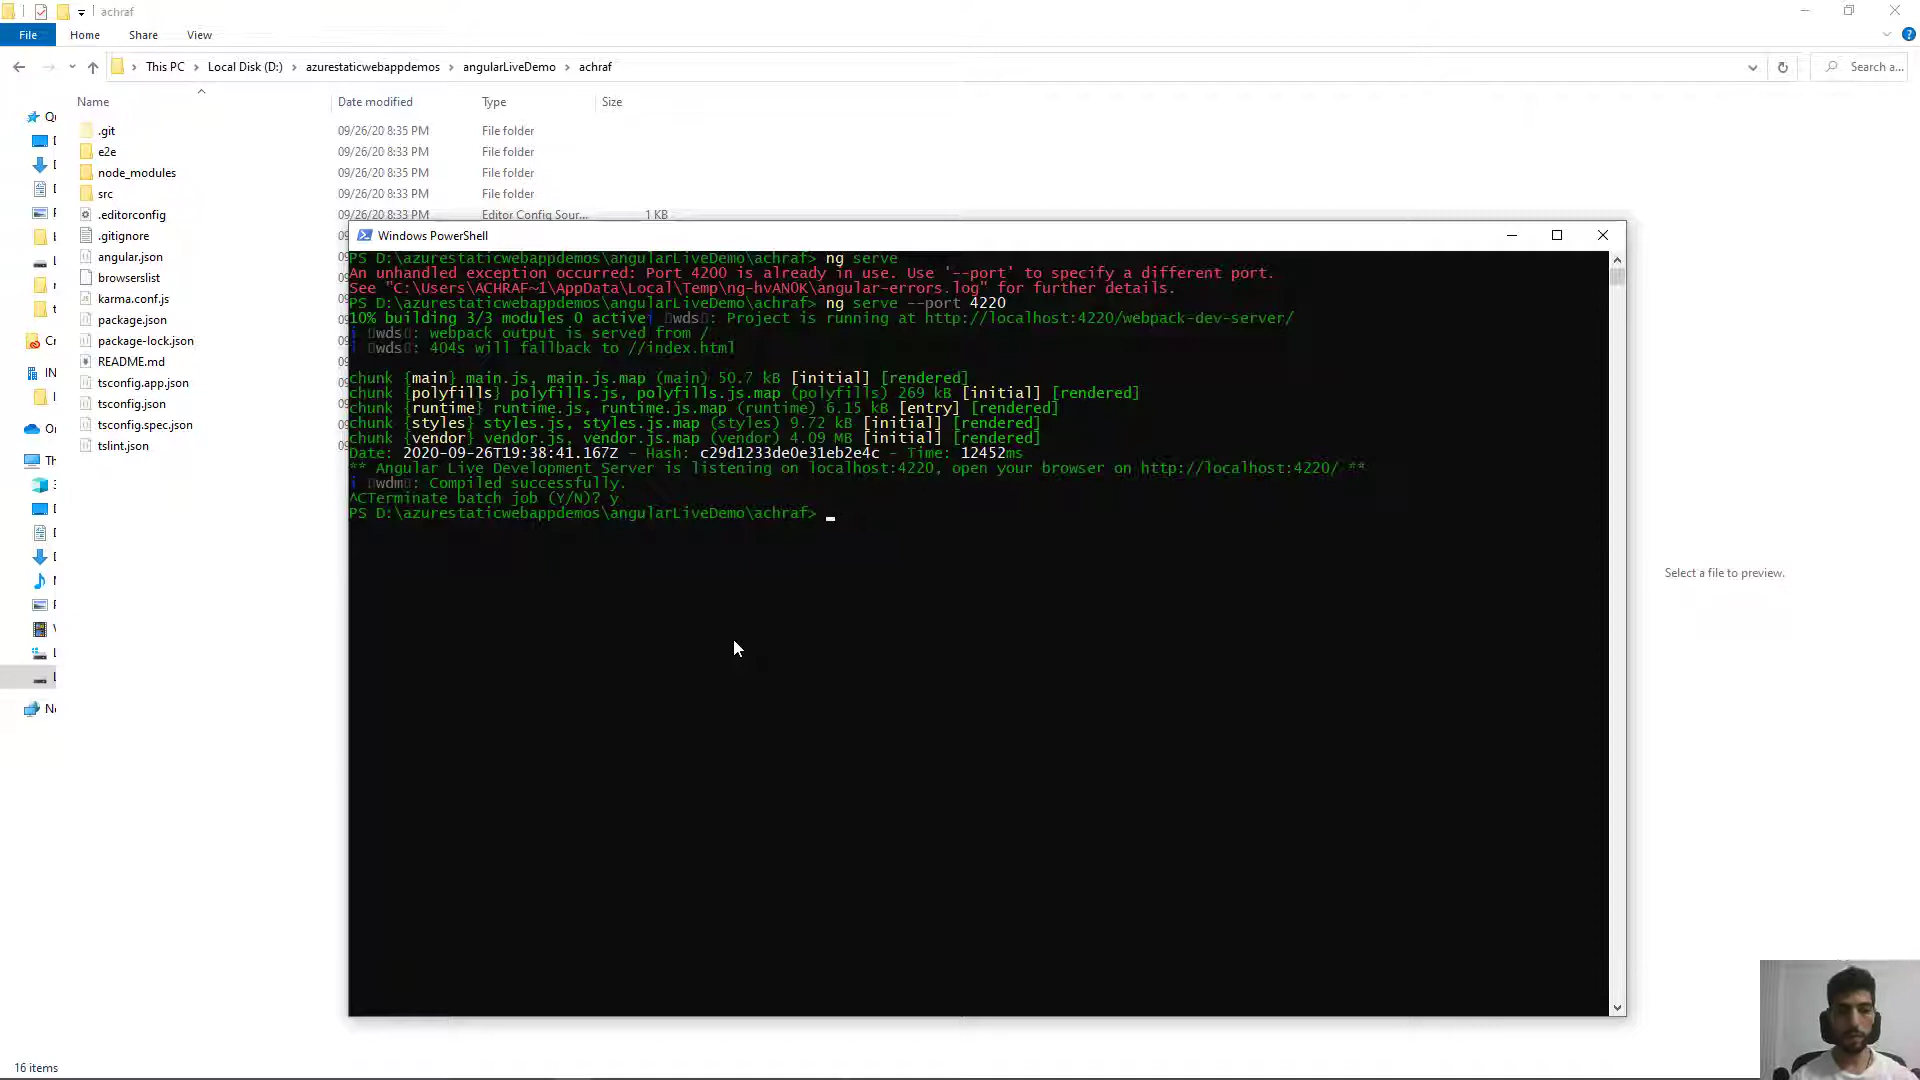 achraf
File Home Share View
This PC › Local Disk (D:) › azurestaticwebappdemos › angularLiveDemo › achraf
Search a...
Name Date modified Type Size
.git 09/26/20 8:35 PM File folder
e2e 09/26/20 8:33 PM File folder
node_modules 09/26/20 8:35 PM File folder
src 09/26/20 8:33 PM File folder
.editorconfig 09/26/20 8:33 PM Editor Config Sour... 1 KB
.gitignore
angular.json
browserslist
karma.conf.js
package.json
package-lock.json
README.md
tsconfig.app.json
tsconfig.json
tsconfig.spec.json
tslint.json
Windows PowerShell
PS D:\azurestaticwebappdemos\angularLiveDemo\achraf> ng serve
An unhandled exception occurred: Port 4200 is already in use. Use '--port' to specify a different port.
See "C:\Users\ACHRAF~1\AppData\Local\Temp\ng-hvAN0K\angular-errors.log" for further details.
PS D:\azurestaticwebappdemos\angularLiveDemo\achraf> ng serve --port 4220
10% building 3/3 modules 0 activei 「wds」: Project is running at http://localhost:4220/webpack-dev-server/
i 「wds」: webpack output is served from /
i 「wds」: 404s will fallback to //index.html
chunk {main} main.js, main.js.map (main) 50.7 kB [initial] [rendered]
chunk {polyfills} polyfills.js, polyfills.js.map (polyfills) 269 kB [initial] [rendered]
chunk {runtime} runtime.js, runtime.js.map (runtime) 6.15 kB [entry] [rendered]
chunk {styles} styles.js, styles.js.map (styles) 9.72 kB [initial] [rendered]
chunk {vendor} vendor.js, vendor.js.map (vendor) 4.09 MB [initial] [rendered]
Date: 2020-09-26T19:38:41.167Z - Hash: c29d1233de0e31eb2e4c - Time: 12452ms
** Angular Live Development Server is listening on localhost:4220, open your browser on http://localhost:4220/ **
i 「wdm」: Compiled successfully.
^CTerminate batch job (Y/N)? y
PS D:\azurestaticwebappdemos\angularLiveDemo\achraf>
Select a file to preview.
16 items